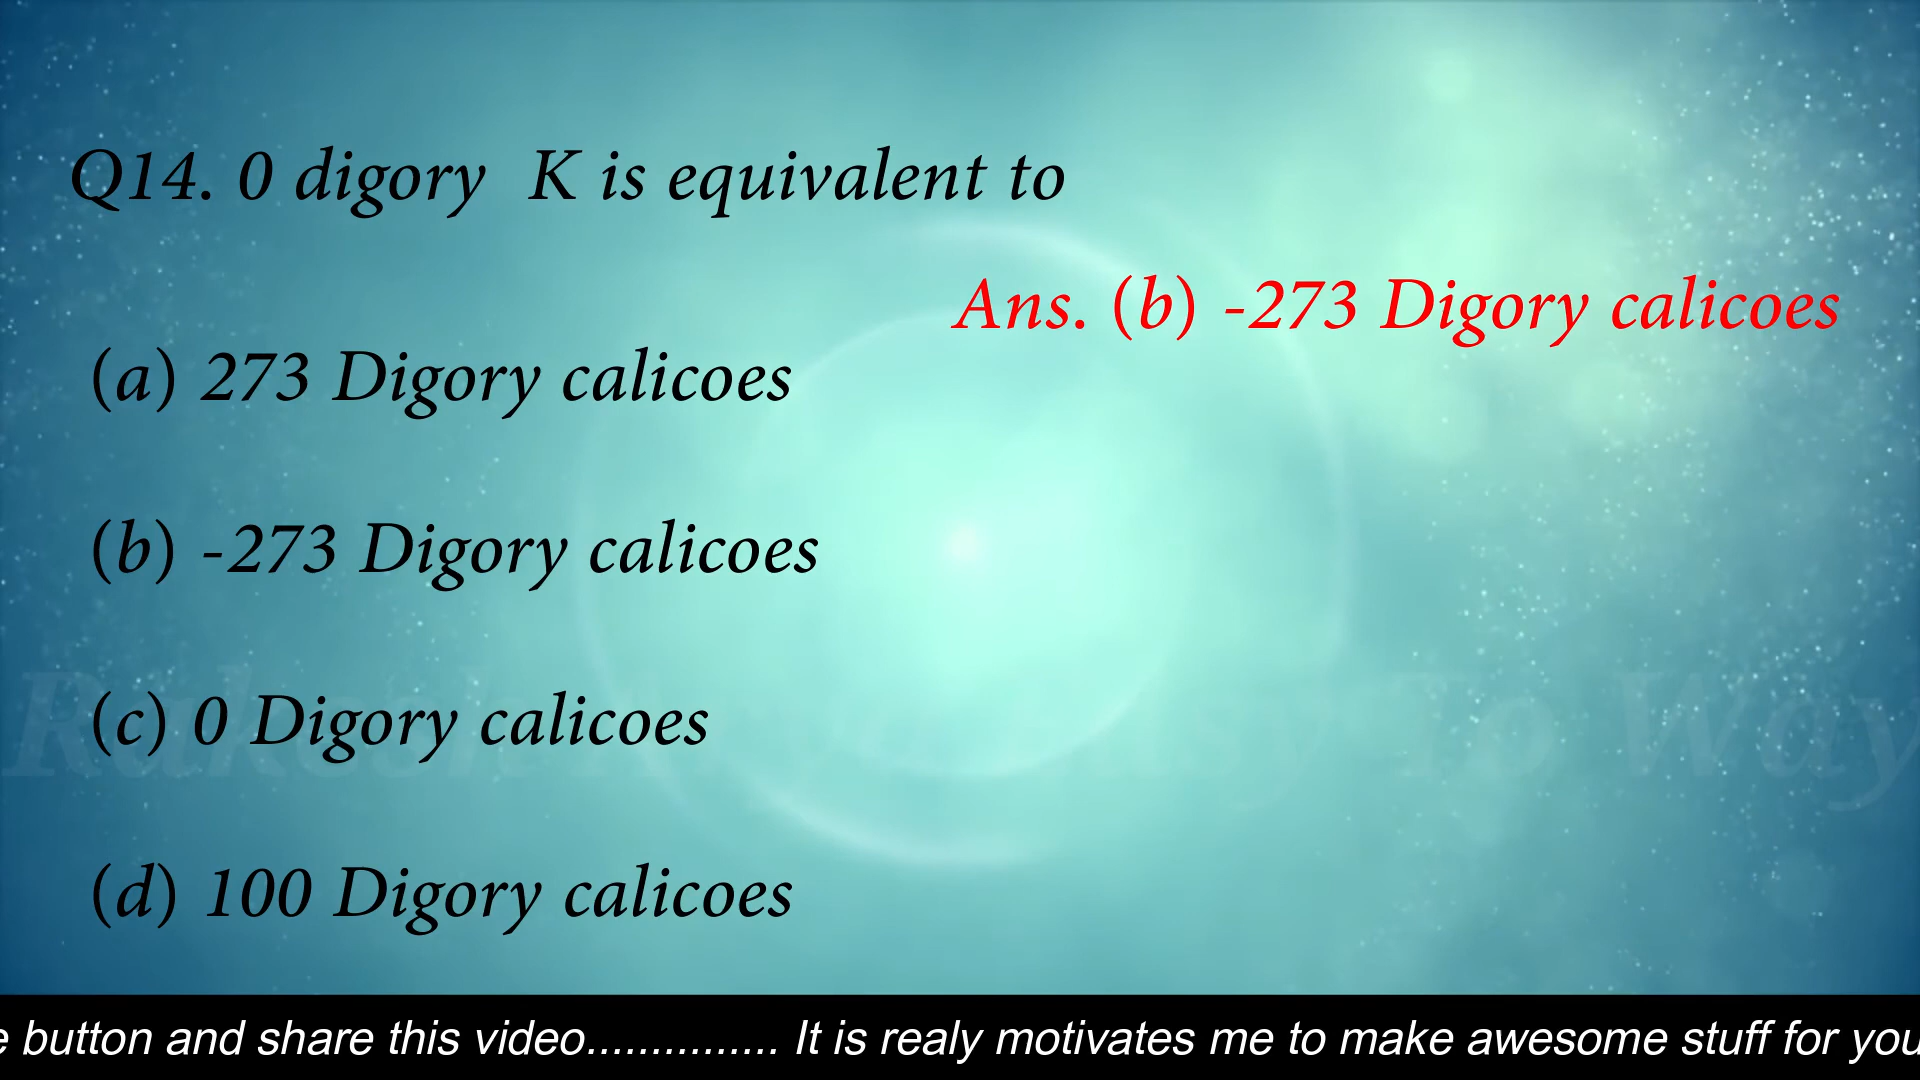 Q14. 0 digory K is equivalent to
Ans. (b) -273 Digory calicoes
(a) 273 Digory calicoes
(b) -273 Digory calicoes
(c) 0 Digory calicoes
(d) 100 Digory calicoes
To Way
button and share this video............... It is realy motivates me to make awesome stuff for you